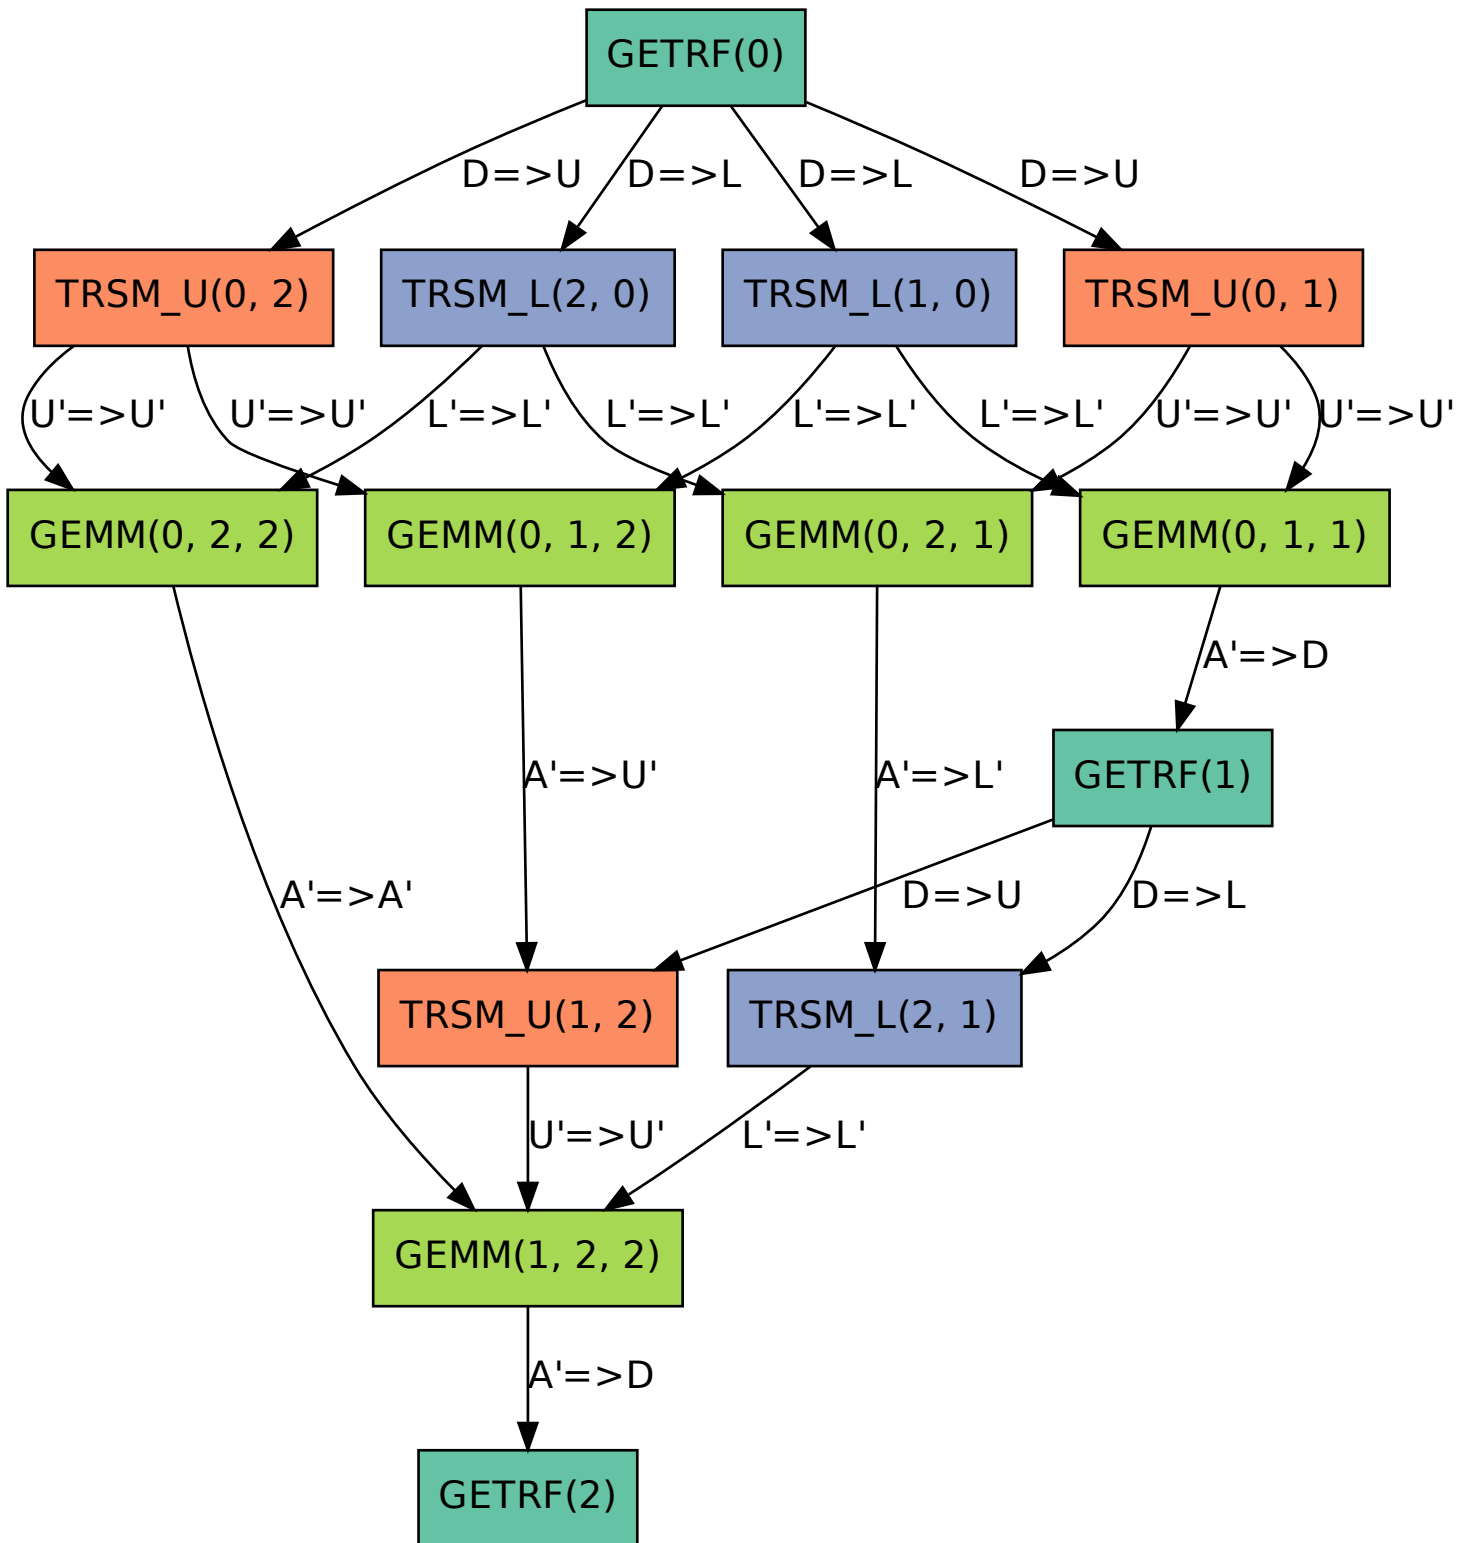 GETRF(0)
D=>U
D=>L
D=>L
D=>U
TRSM_U(0, 2)
TRSM_L(2, 0)
TRSM_L(1, 0)
TRSM_U(0, 1)
U'=>U'
U'=>U'
L'=>L'
L'=>L'
L'=>L'
L'=>L'
U'=>U'
U'=>U'
GEMM(0, 2, 2)
GEMM(0, 1, 2)
GEMM(0, 2, 1)
GEMM(0, 1, 1)
A'=>D
A'=>U'
A'=>L'
GETRF(1)
A'=>A'
D=>U
D=>L
TRSM_U(1, 2)
TRSM_L(2, 1)
U'=>U'
L'=>L'
GEMM(1, 2, 2)
A'=>D
GETRF(2)